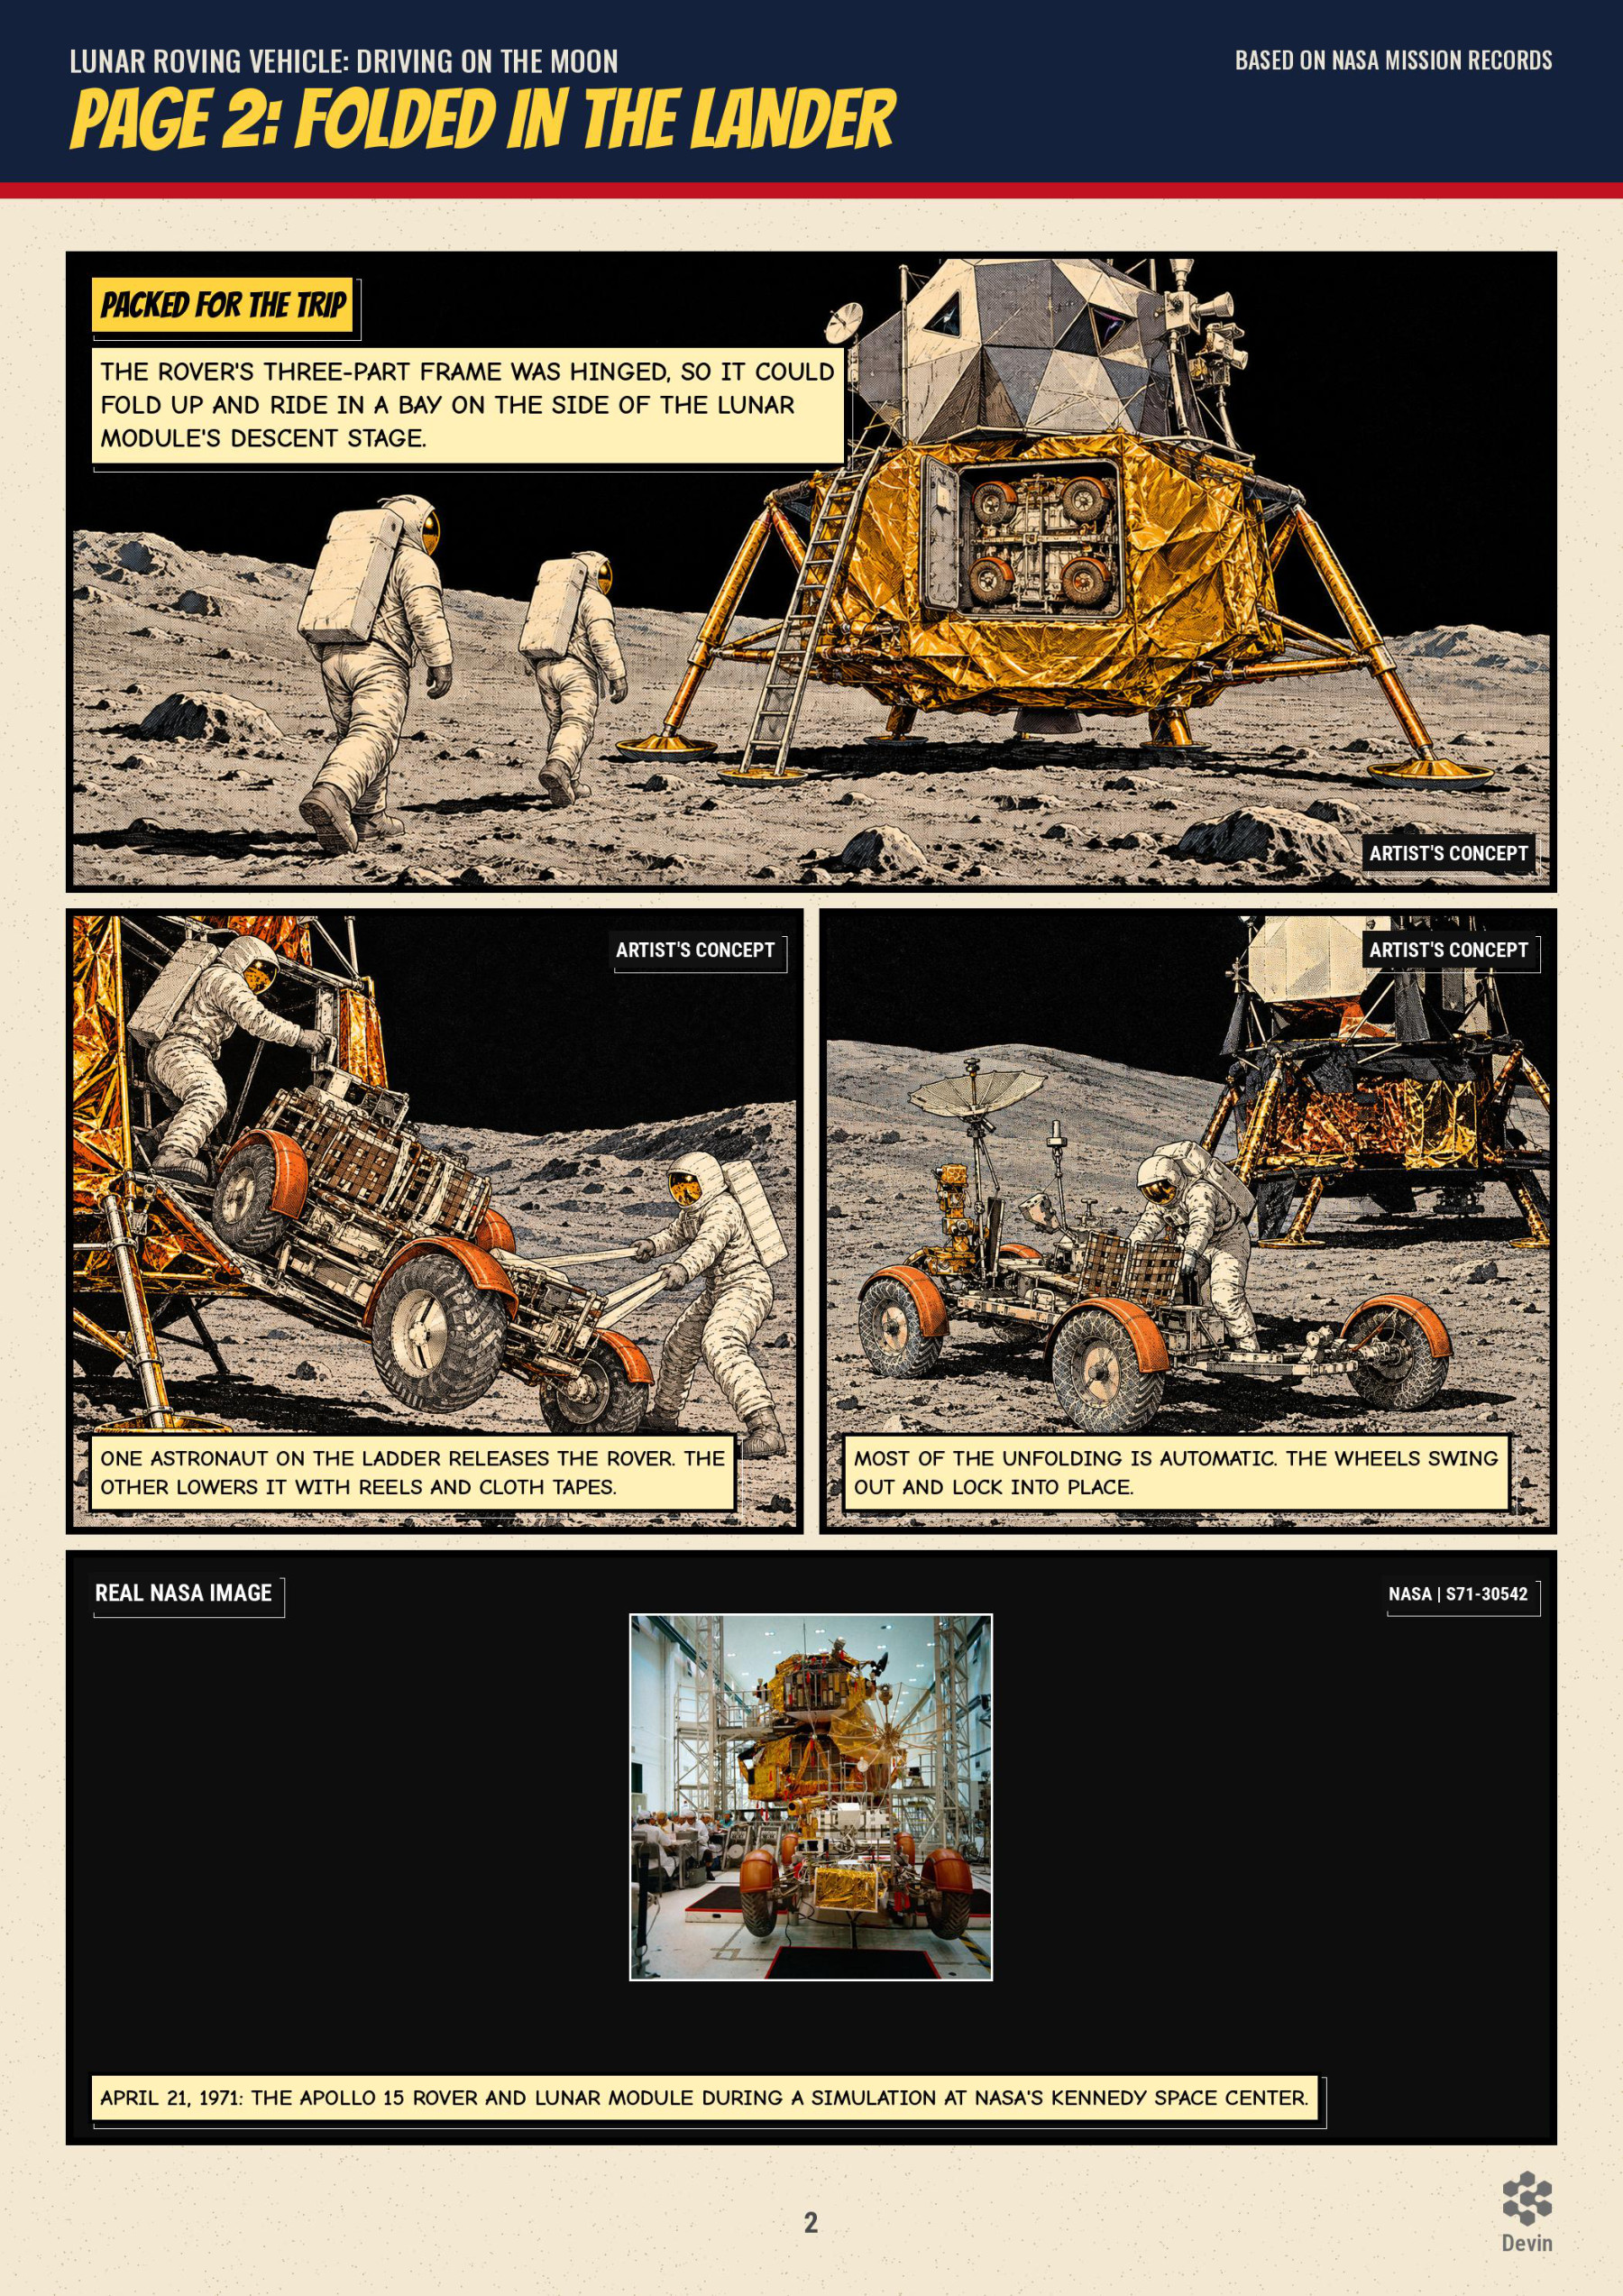 LUNAR ROVING VEHICLE: DRIVING ON THE MOON
BASED ON NASA MISSION RECORDS
PAGE 2: FOLDED IN THE LANDER
PACKED FOR THE TRIP
THE ROVER'S THREE-PART FRAME WAS HINGED, SO IT COULD
FOLD UP AND RIDE IN A BAY ON THE SIDE OF THE LUNAR
MODULE'S DESCENT STAGE.
ARTIST'S CONCEPT
ARTIST'S CONCEPT
ONE ASTRONAUT ON THE LADDER RELEASES THE ROVER. THE
OTHER LOWERS IT WITH REELS AND CLOTH TAPES.
ARTIST'S CONCEPT
MOST OF THE UNFOLDING IS AUTOMATIC. THE WHEELS SWING
OUT AND LOCK INTO PLACE.
REAL NASA IMAGE
NASA | S71-30542
APRIL 21, 1971: THE APOLLO 15 ROVER AND LUNAR MODULE DURING A SIMULATION AT NASA'S KENNEDY SPACE CENTER.
2
Devin